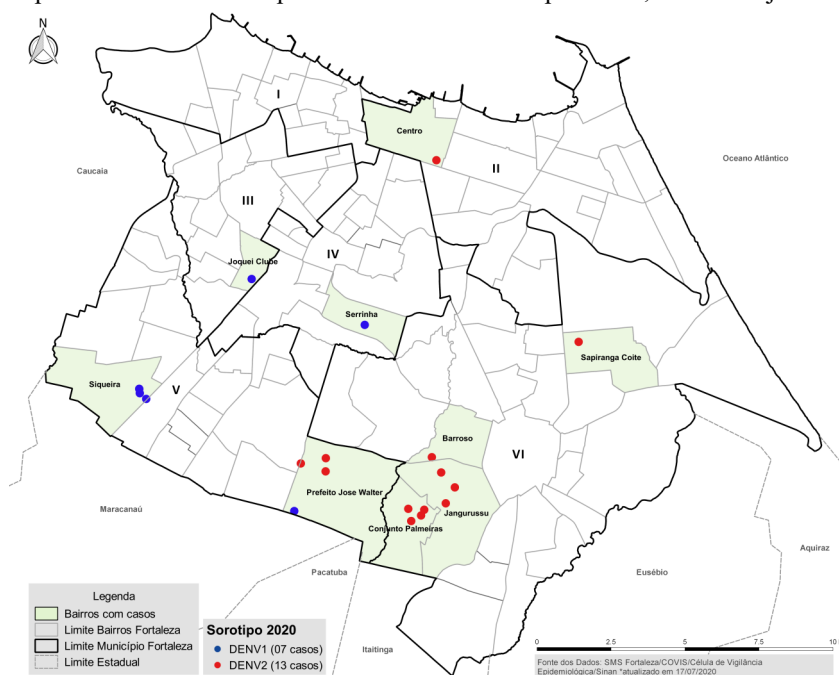 N
I
Centro
II
Oceano Atlântico
Caucaia
III
IV
Joquei Clube
Serrinha
Sapiranga Coite
Siqueira
V
Barroso
VI
Prefeito Jose Walter
Jangurussu
Maracanaú
Conjunto Palmeiras
Aquiraz
Pacatuba
Eusébio
Itaitinga
Legenda
Bairros com casos
Limite Bairros Fortaleza
Limite Município Fortaleza
Limite Estadual
Sorotipo 2020
DENV1 (07 casos)
DENV2 (13 casos)
0 2.5 5 7.5 10
Fonte dos Dados: SMS Fortaleza/COVIS/Célula de Vigilância
Epidemiológica/Sinan *atualizado em 17/07/2020